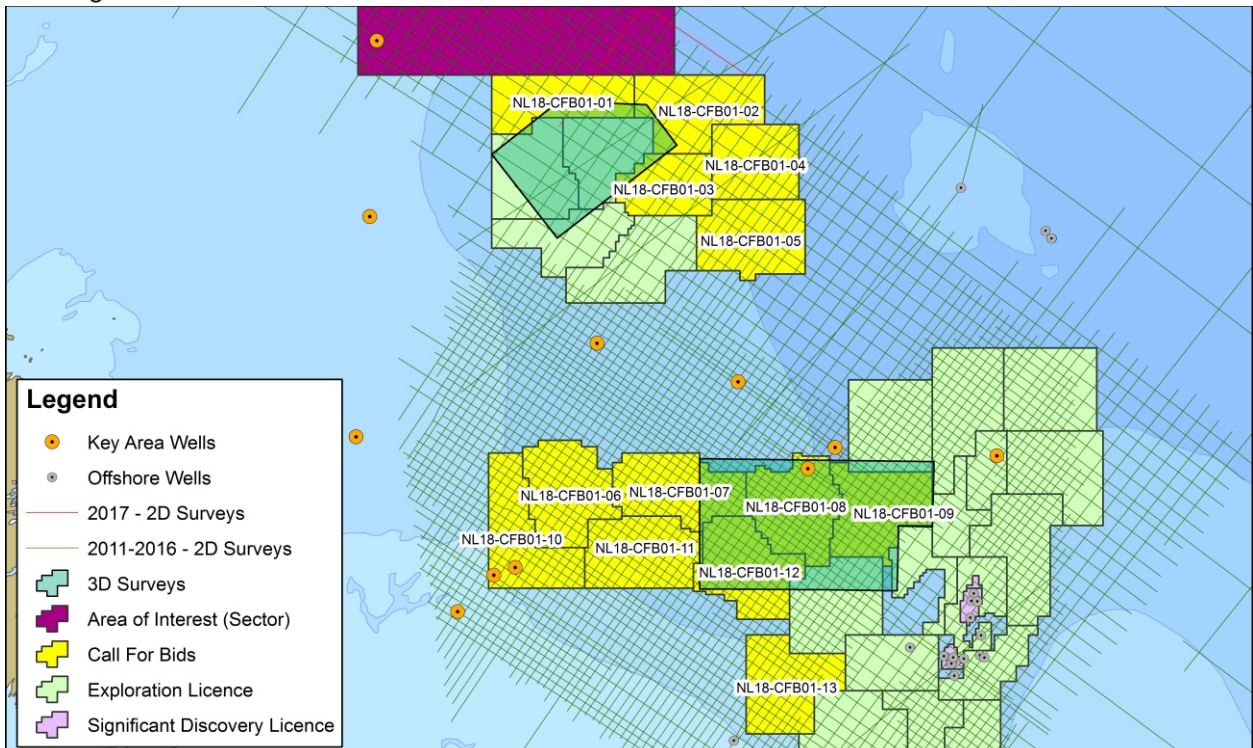 NL18-CFB01-01
NL18-CFB01-02
NL18-CFB01-04
NL18-CFB01-03
NL18-CFB01-05
NL18-CFB01-06
NL18-CFB01-07
NL18-CFB01-08
NL18-CFB01-09
NL18-CFB01-10
NL18-CFB01-11
NL18-CFB01-12
NL18-CFB01-13
Legend
Key Area Wells
Offshore Wells
2017 - 2D Surveys
2011-2016 - 2D Surveys
3D Surveys
Area of Interest (Sector)
Call For Bids
Exploration Licence
Significant Discovery Licence